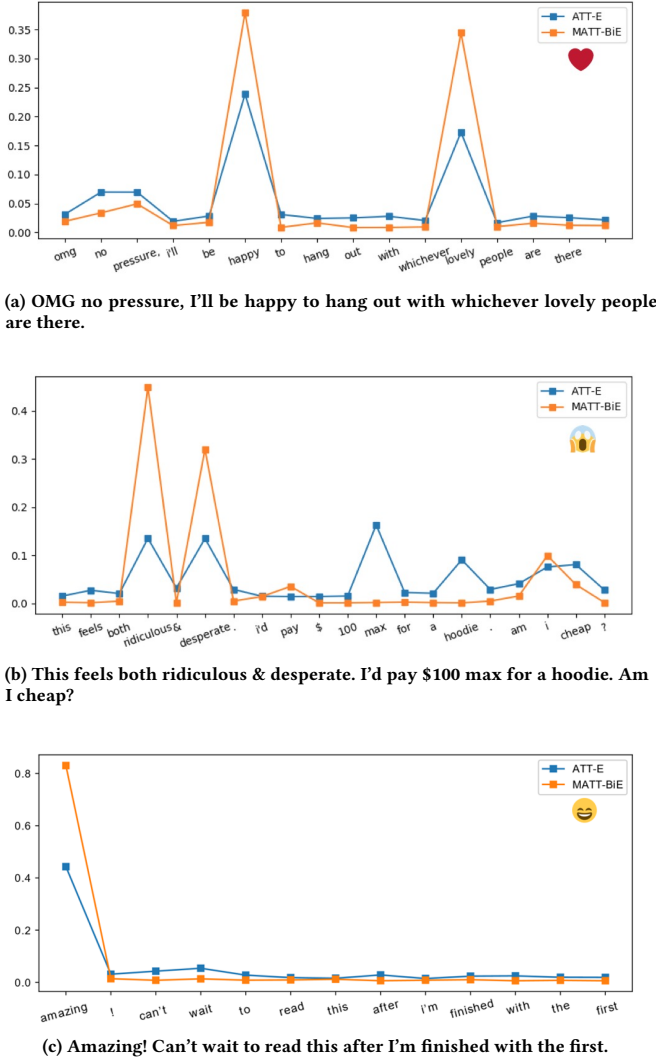 0.35
0.30
0.25
0.20
0.15
0.10
0.05
0.00
ATT-E
MATT-BiE
omg no pressure, i'll be happy to hang out with whichever lovely people are there .
(a) OMG no pressure, I'll be happy to hang out with whichever lovely people
are there.
0.4
0.3
0.2
0.1
0.0
ATT-E
MATT-BiE
this feels both ridiculous & desperate . i'd pay $ 100 max for a hoodie . am i cheap ?
(b) This feels both ridiculous & desperate. I'd pay $100 max for a hoodie. Am
I cheap?
0.8
0.6
0.4
0.2
0.0
ATT-E
MATT-BiE
amazing ! can't wait to read this after i'm finished with the first
(c) Amazing! Can't wait to read this after I'm finished with the first.